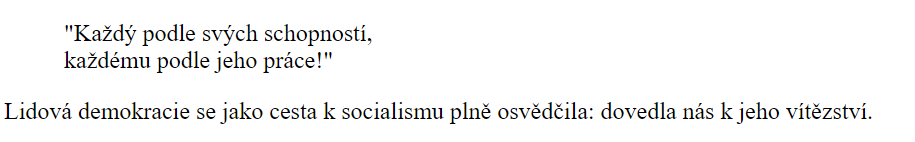 "Každý podle svých schopností,
každému podle jeho práce!"
Lidová demokracie se jako cesta k socialismu plně osvědčila: dovedla nás k jeho vítězství.